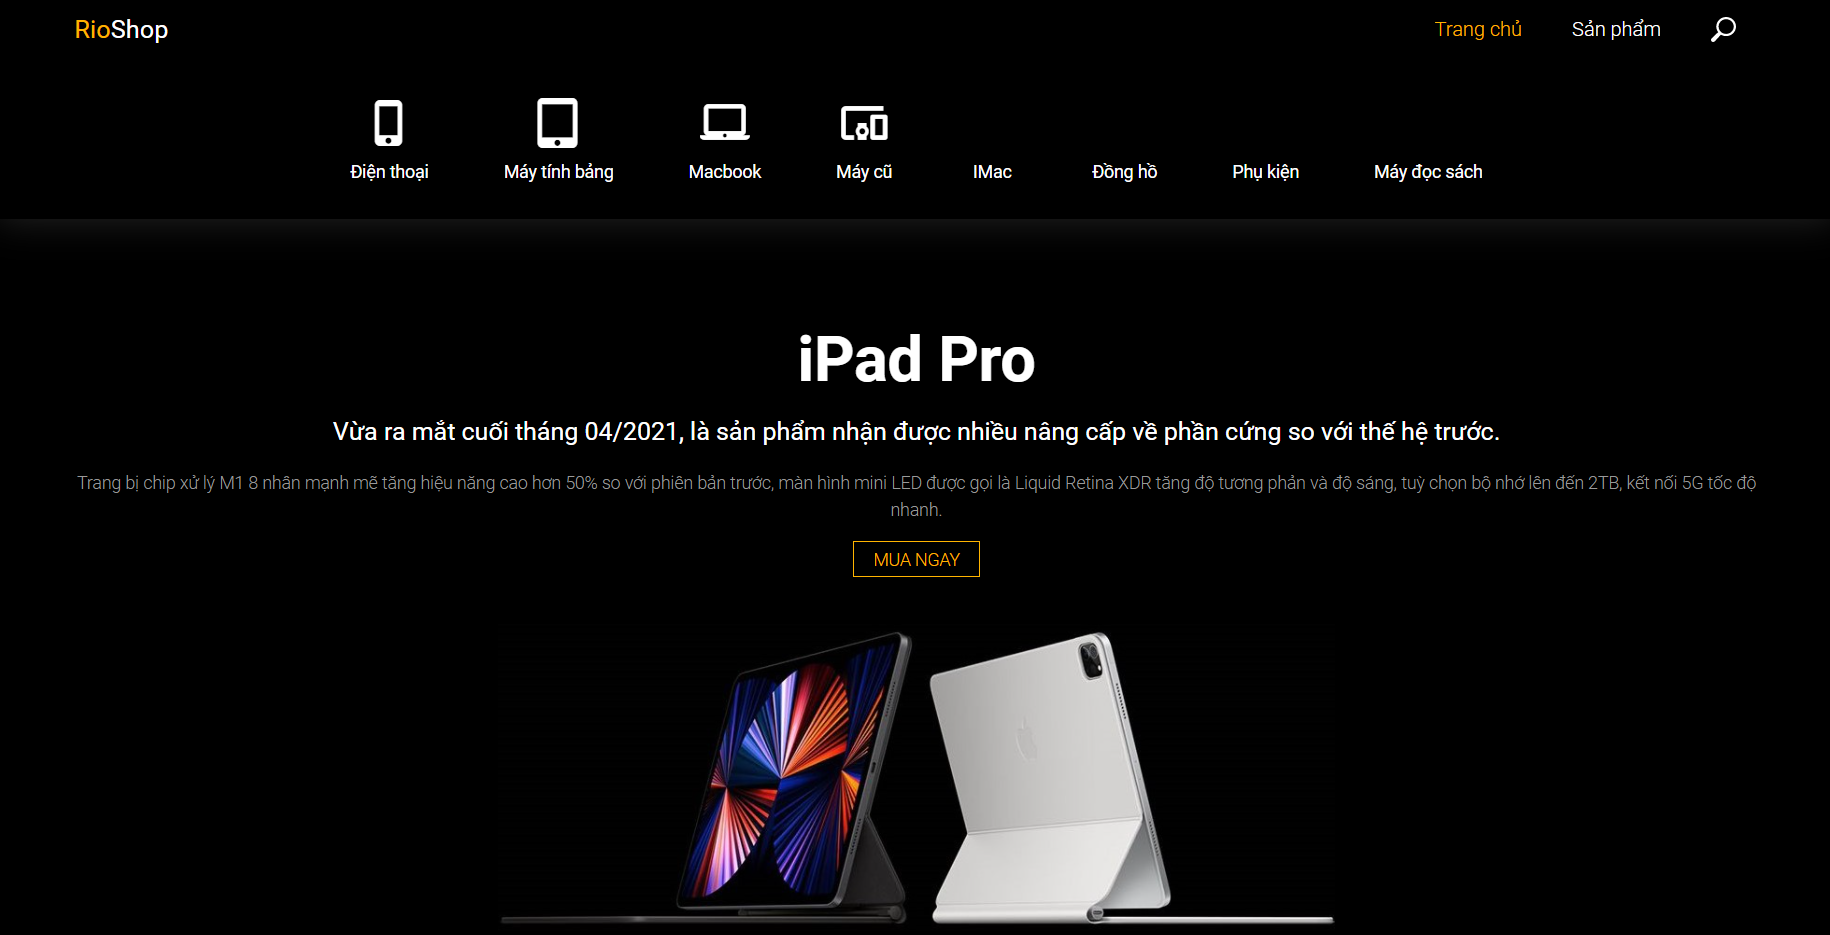 RioShop
Trang chủ
Sản phẩm
Điện thoại
Máy tính bảng
Macbook
Máy cũ
IMac
Đồng hồ
Phụ kiện
Máy đọc sách
iPad Pro
Vừa ra mắt cuối tháng 04/2021, là sản phẩm nhận được nhiều nâng cấp về phần cứng so với thế hệ trước.
Trang bị chip xử lý M1 8 nhân mạnh mẽ tăng hiệu năng cao hơn 50% so với phiên bản trước, màn hình mini LED được gọi là Liquid Retina XDR tăng độ tương phản và độ sáng, tuỳ chọn bộ nhớ lên đến 2TB, kết nối 5G tốc độ
nhanh.
MUA NGAY